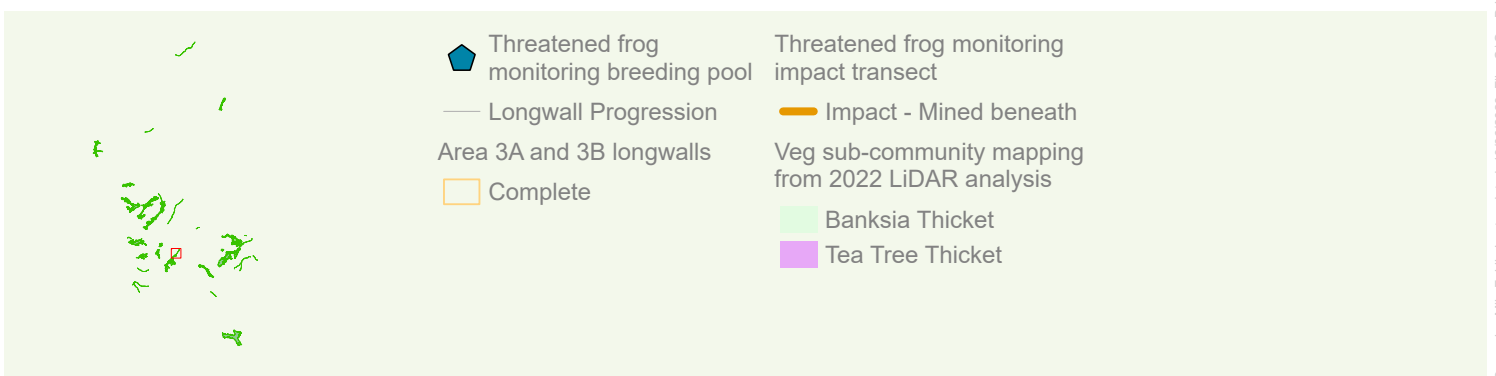 Threatened frog
monitoring breeding pool
Longwall Progression
Area 3A and 3B longwalls
Complete
Threatened frog monitoring
impact transect
Impact - Mined beneath
Veg sub-community mapping
from 2022 LiDAR analysis
Banksia Thicket
Tea Tree Thicket